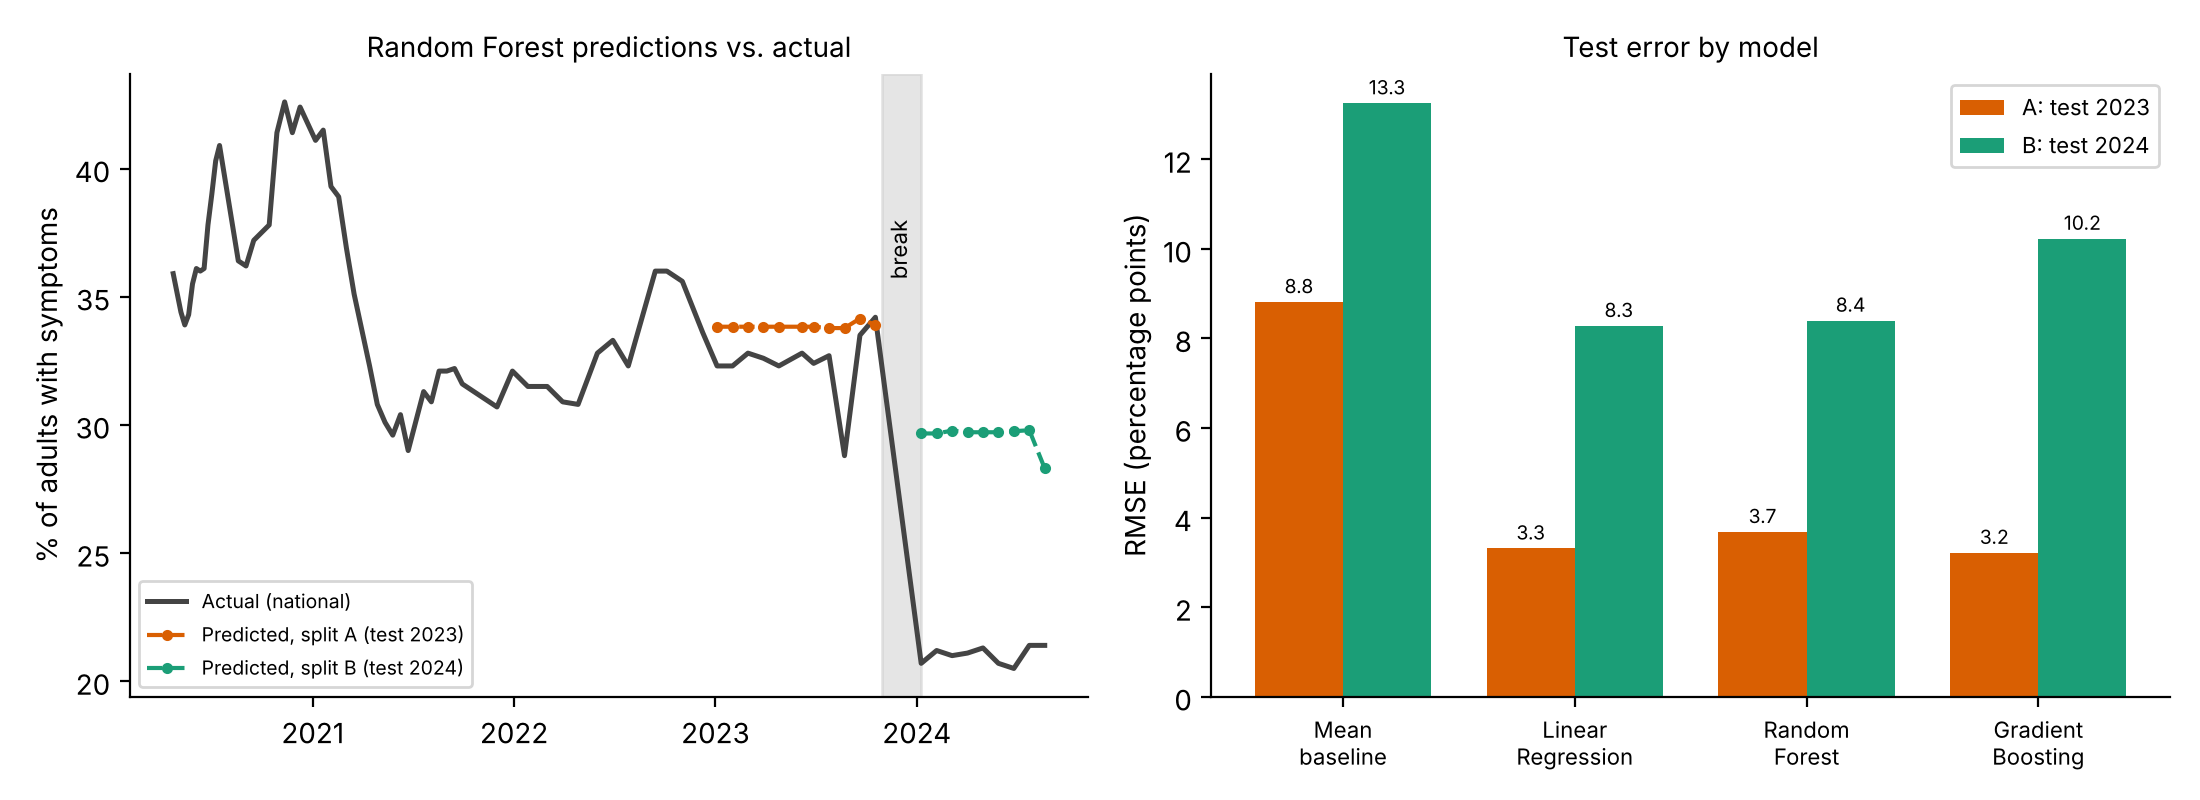 Random Forest predictions vs. actual
% of adults with symptoms
40
35
30
25
20
break
Actual (national)
Predicted, split A (test 2023)
Predicted, split B (test 2024)
2021
2022
2023
2024
Test error by model
RMSE (percentage points)
12
10
8
6
4
2
0
A: test 2023
B: test 2024
8.8
13.3
3.3
8.3
3.7
8.4
3.2
10.2
Mean
baseline
Linear
Regression
Random
Forest
Gradient
Boosting